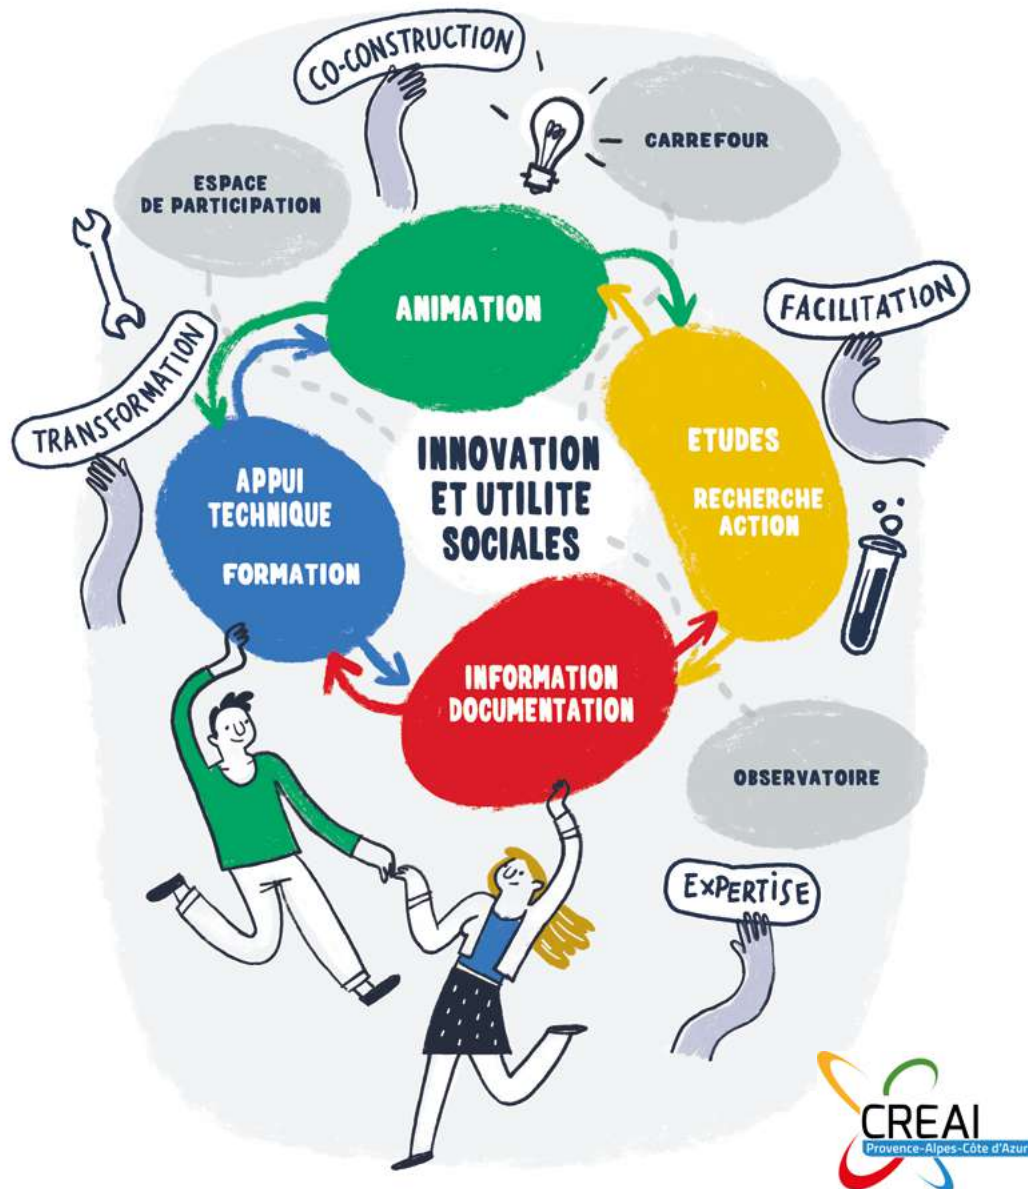 CO-CONSTRUCTION
CARREFOUR
ESPACE
DE PARTICIPATION
ANIMATION
FACILITATION
TRANSFORMATION
INNOVATION
ET UTILITE
SOCIALES
ETUDES
RECHERCHE
ACTION
APPUI
TECHNIQUE
FORMATION
INFORMATION
DOCUMENTATION
OBSERVATOIRE
EXPERTISE
CREAI
Provence-Alpes-Côte d'Azur